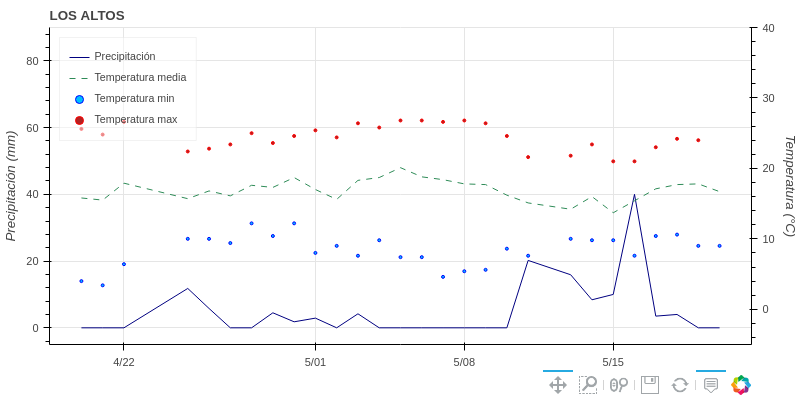 LOS ALTOS
Precipitación
Temperatura media
Temperatura min
Temperatura max
Precipitación (mm)
80
60
40
20
0
Temperatura (°C)
40
30
20
10
0
4/22
5/01
5/08
5/15